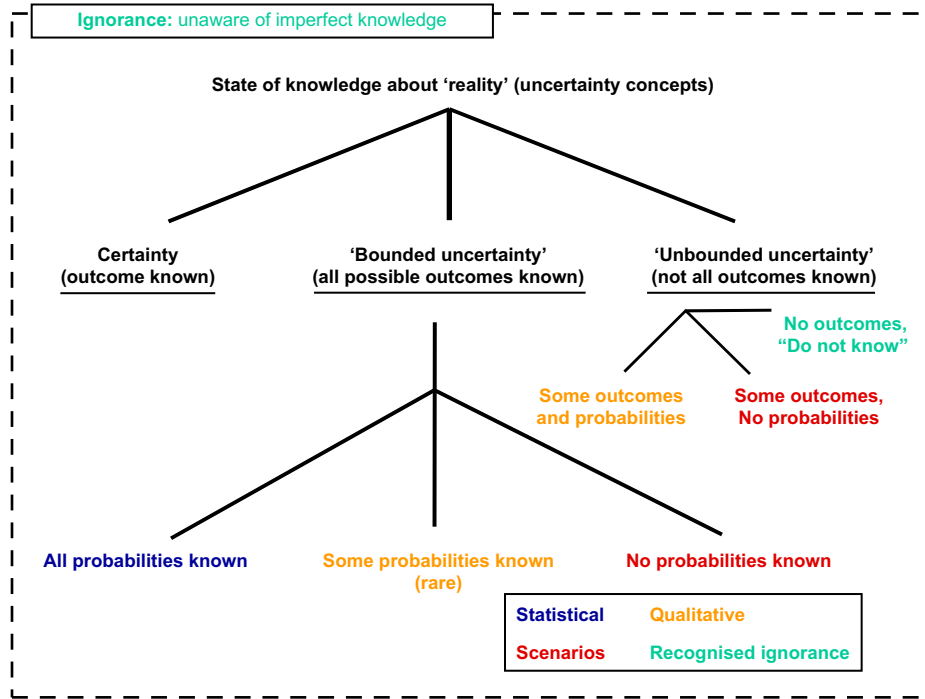 Ignorance: unaware of imperfect knowledge
State of knowledge about ‘reality’ (uncertainty concepts)
Certainty
(outcome known)
‘Bounded uncertainty’
(all possible outcomes known)
‘Unbounded uncertainty’
(not all outcomes known)
No outcomes,
“Do not know”
Some outcomes
and probabilities
Some outcomes,
No probabilities
All probabilities known
Some probabilities known
(rare)
No probabilities known
Statistical
Qualitative
Scenarios
Recognised ignorance